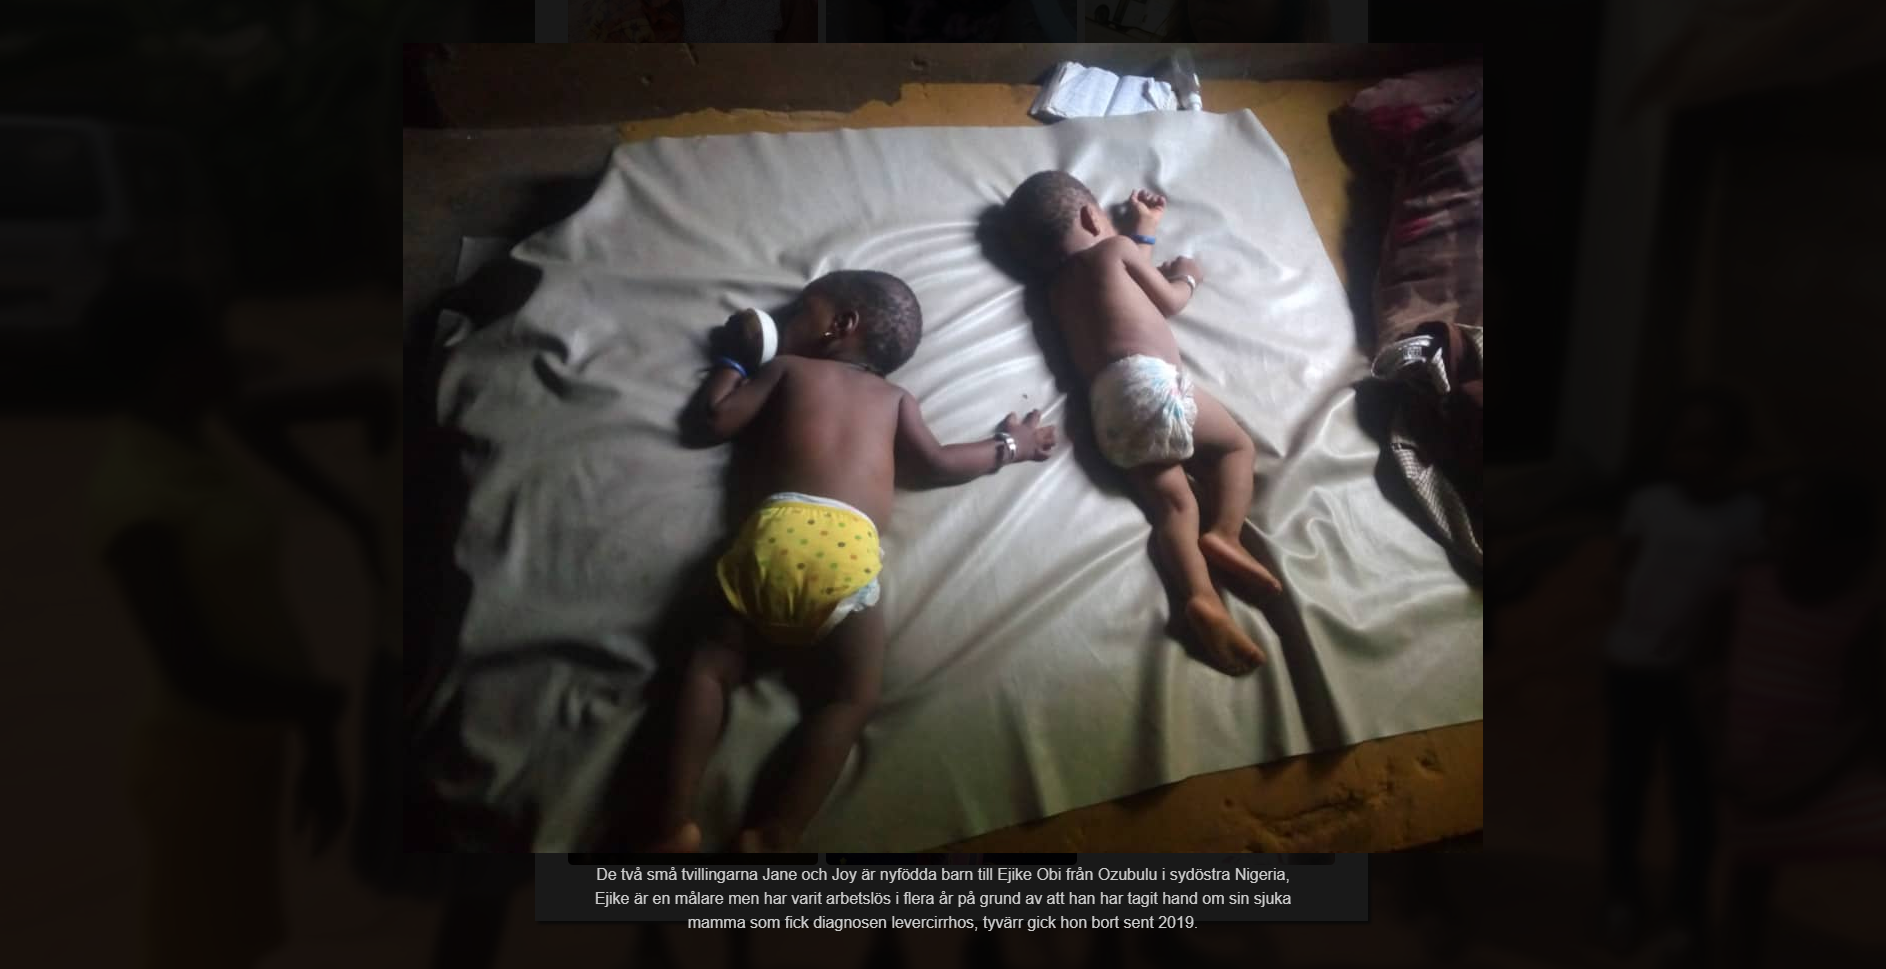 De två små tvillingarna Jane och Joy är nyfödda barn till Ejike Obi från Ozubulu i sydöstra Nigeria,
Ejike är en målare men har varit arbetslös i flera år på grund av att han har tagit hand om sin sjuka
mamma som fick diagnosen levercirrhos, tyvärr gick hon bort sent 2019.